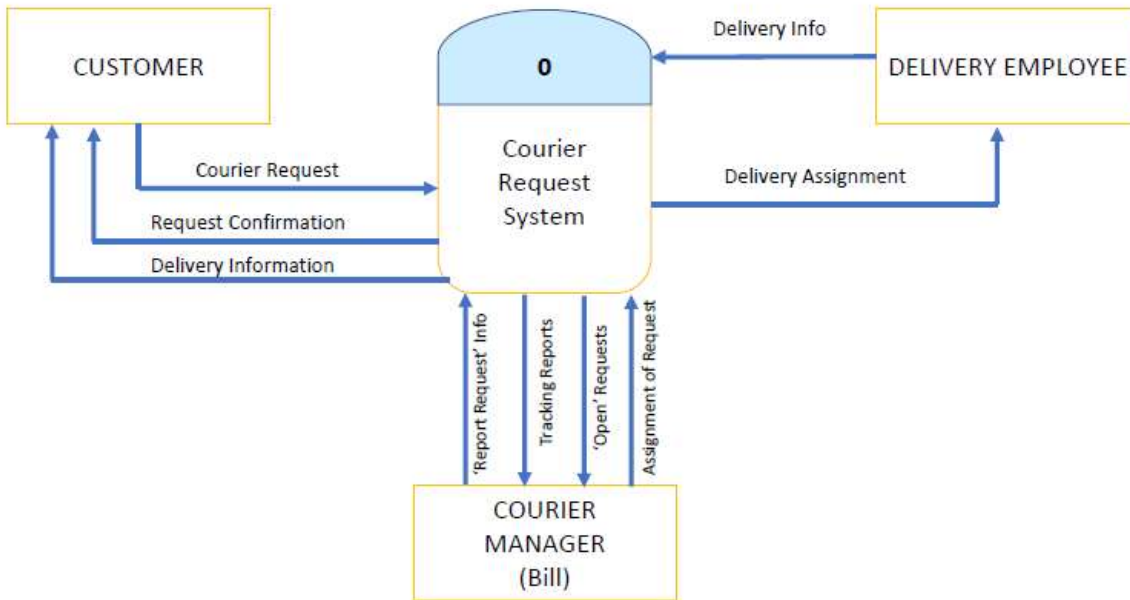 CUSTOMER
0
Delivery Info
DELIVERY EMPLOYEE
Courier
Request
System
Courier Request
Request Confirmation
Delivery Information
Delivery Assignment
'Report Request' Info
Tracking Reports
'Open' Requests
Assignment of Request
COURIER
MANAGER
(Bill)